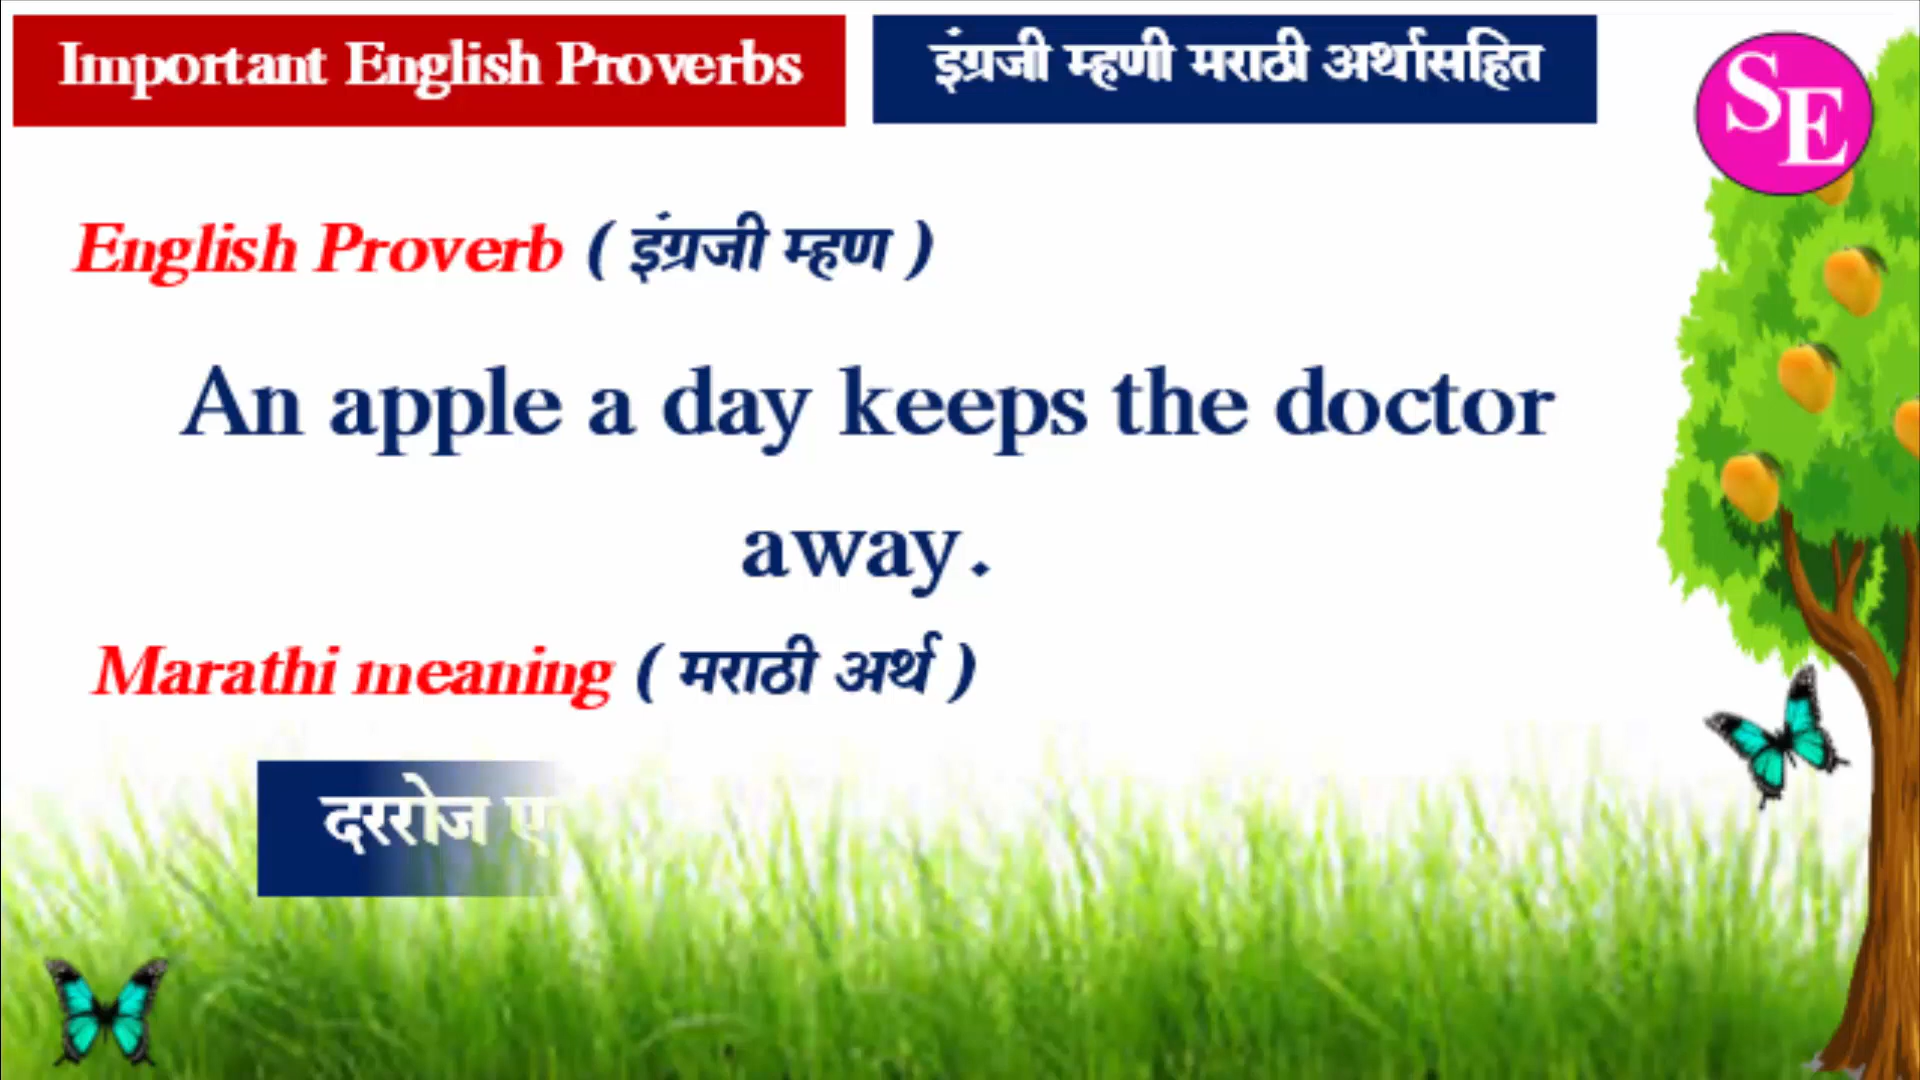 Important English Proverbs
इंग्रजी म्हणी मराठी अर्थासहित
SE
English Proverb ( इंग्रजी म्हण )
An apple a day keeps the doctor
away.
Marathi meaning ( मराठी अर्थ )
दररोज